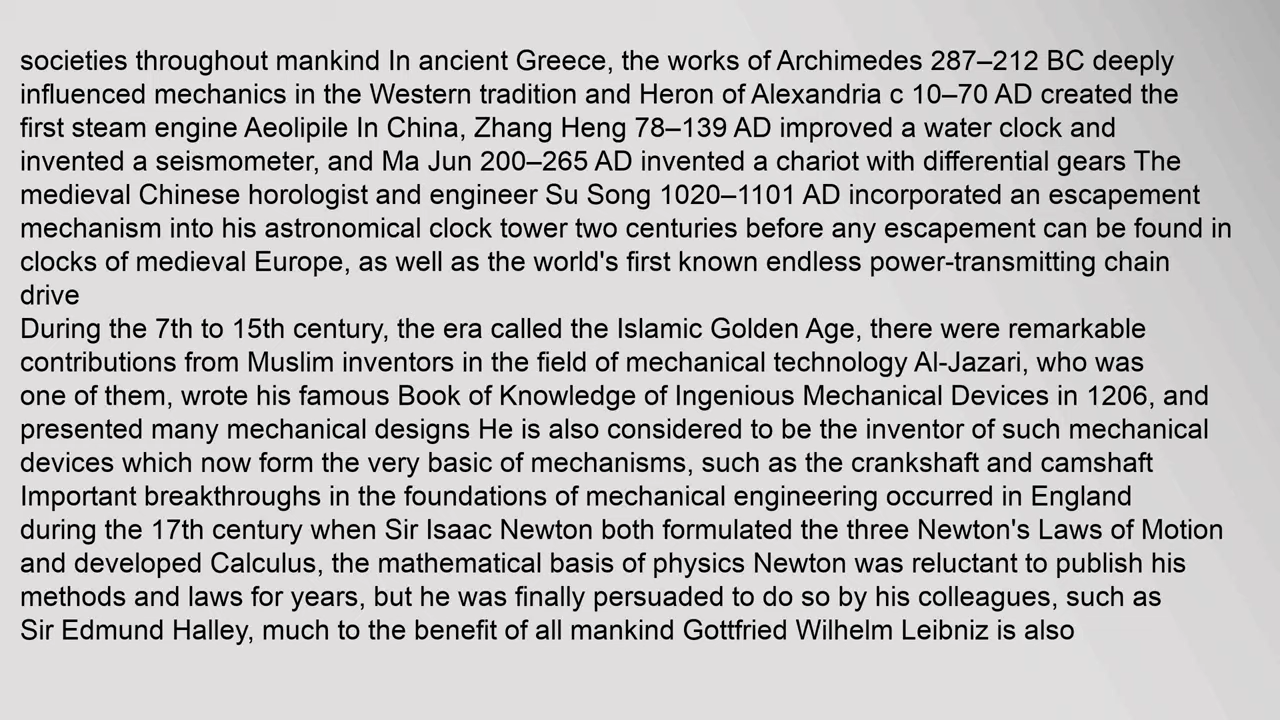 societies throughout mankind In ancient Greece, the works of Archimedes 287–212 BC deeply
influenced mechanics in the Western tradition and Heron of Alexandria c 10–70 AD created the
first steam engine Aeolipile In China, Zhang Heng 78–139 AD improved a water clock and
invented a seismometer, and Ma Jun 200–265 AD invented a chariot with differential gears The
medieval Chinese horologist and engineer Su Song 1020–1101 AD incorporated an escapement
mechanism into his astronomical clock tower two centuries before any escapement can be found in
clocks of medieval Europe, as well as the world's first known endless power-transmitting chain
drive
During the 7th to 15th century, the era called the Islamic Golden Age, there were remarkable
contributions from Muslim inventors in the field of mechanical technology Al-Jazari, who was
one of them, wrote his famous Book of Knowledge of Ingenious Mechanical Devices in 1206, and
presented many mechanical designs He is also considered to be the inventor of such mechanical
devices which now form the very basic of mechanisms, such as the crankshaft and camshaft
Important breakthroughs in the foundations of mechanical engineering occurred in England
during the 17th century when Sir Isaac Newton both formulated the three Newton's Laws of Motion
and developed Calculus, the mathematical basis of physics Newton was reluctant to publish his
methods and laws for years, but he was finally persuaded to do so by his colleagues, such as
Sir Edmund Halley, much to the benefit of all mankind Gottfried Wilhelm Leibniz is also